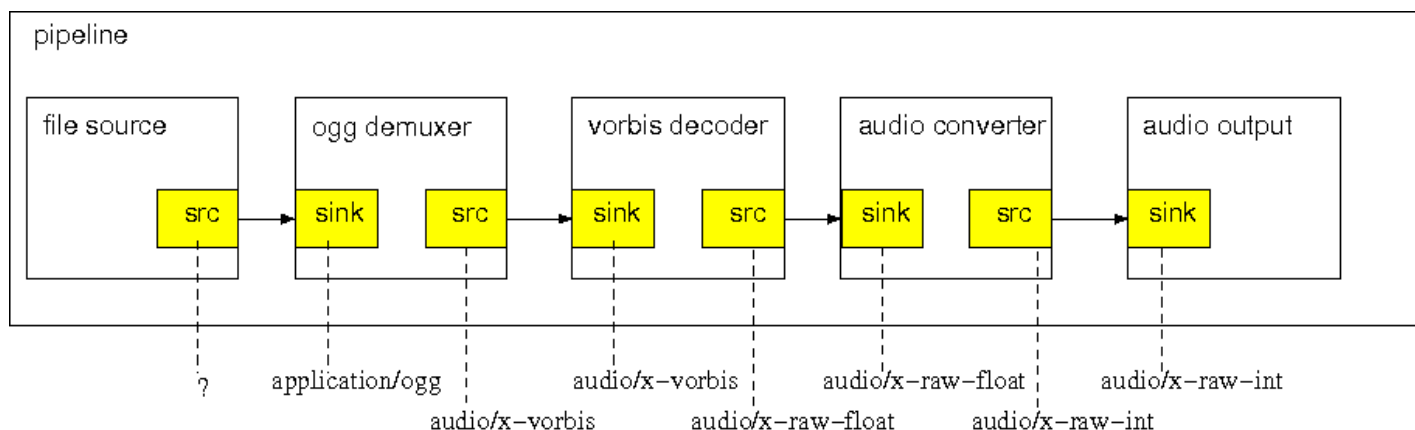 pipeline
file source
ogg demuxer
vorbis decoder
audio converter
audio output
src
sink
src
sink
src
sink
src
sink
?
application/ogg
audio/x-vorbis
audio/x-vorbis
audio/x-raw-float
audio/x-raw-float
audio/x-raw-int
audio/x-raw-int